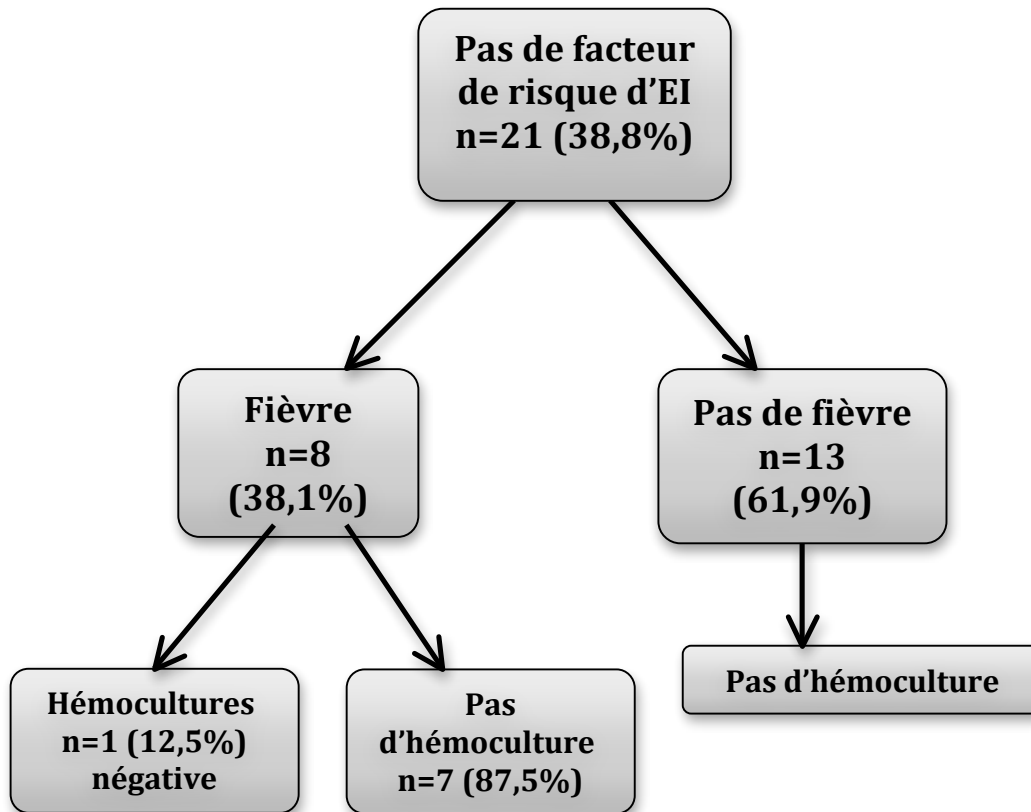 Pas de facteur
de risque d’EI
n=21 (38,8%)
Fièvre
n=8
(38,1%)
Pas de fièvre
n=13
(61,9%)
Hémocultures
n=1 (12,5%)
négative
Pas
d’hémoculture
n=7 (87,5%)
Pas d’hémoculture